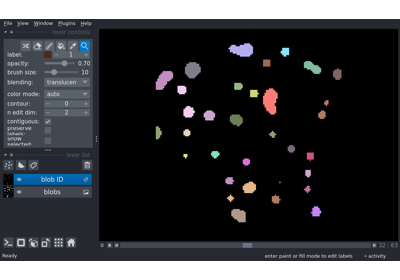 File View Window Plugins Help
layer controls
label: 1
opacity: 0.70
brush size: 10
blending: translucen
color mode: auto
contour: 0
n edit dim: 2
contiguous:
preserve labels:
show selected:
layer list
blob ID
blobs
0 32 63
Ready enter paint or fill mode to edit labels activity